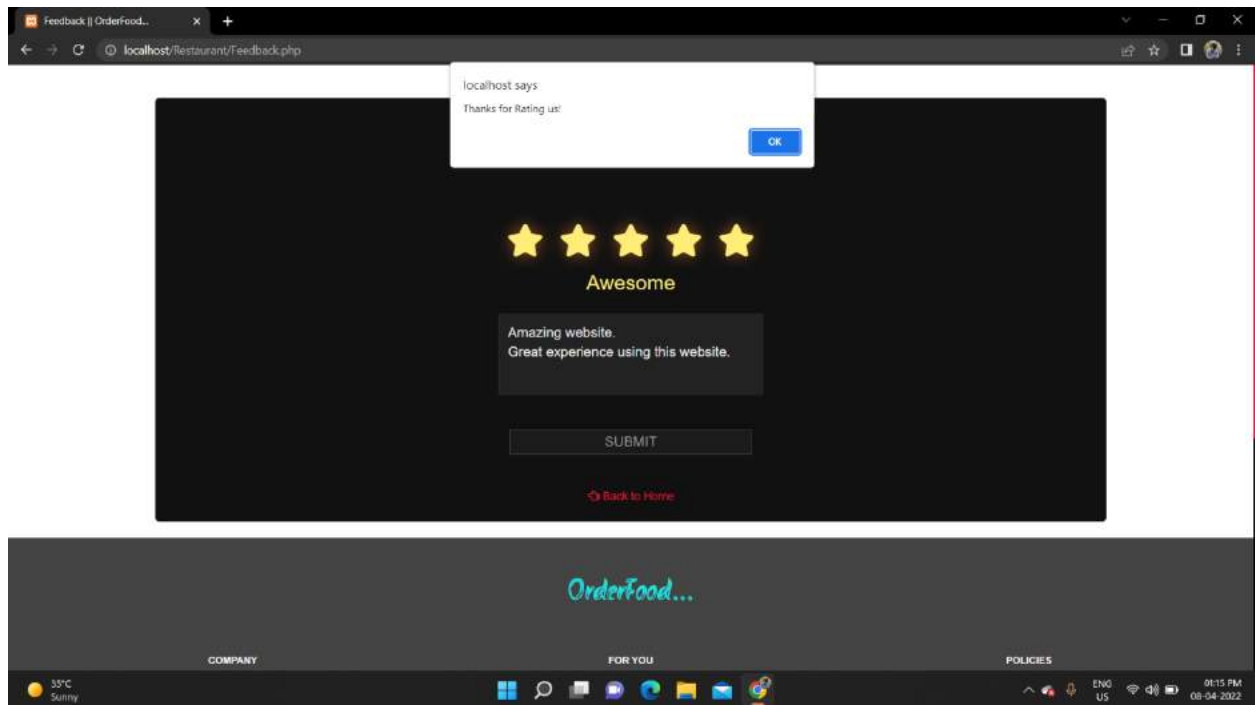 Feedback || OrderFood...
localhost/Restaurant/Feedback.php
localhost says
Thanks for Rating us!
OK
Awesome
Amazing website.
Great experience using this website.
SUBMIT
Back to Home
OrderFood...
COMPANY FOR YOU POLICIES
35°C
Sunny
ENG
US
01:15 PM
08-04-2022